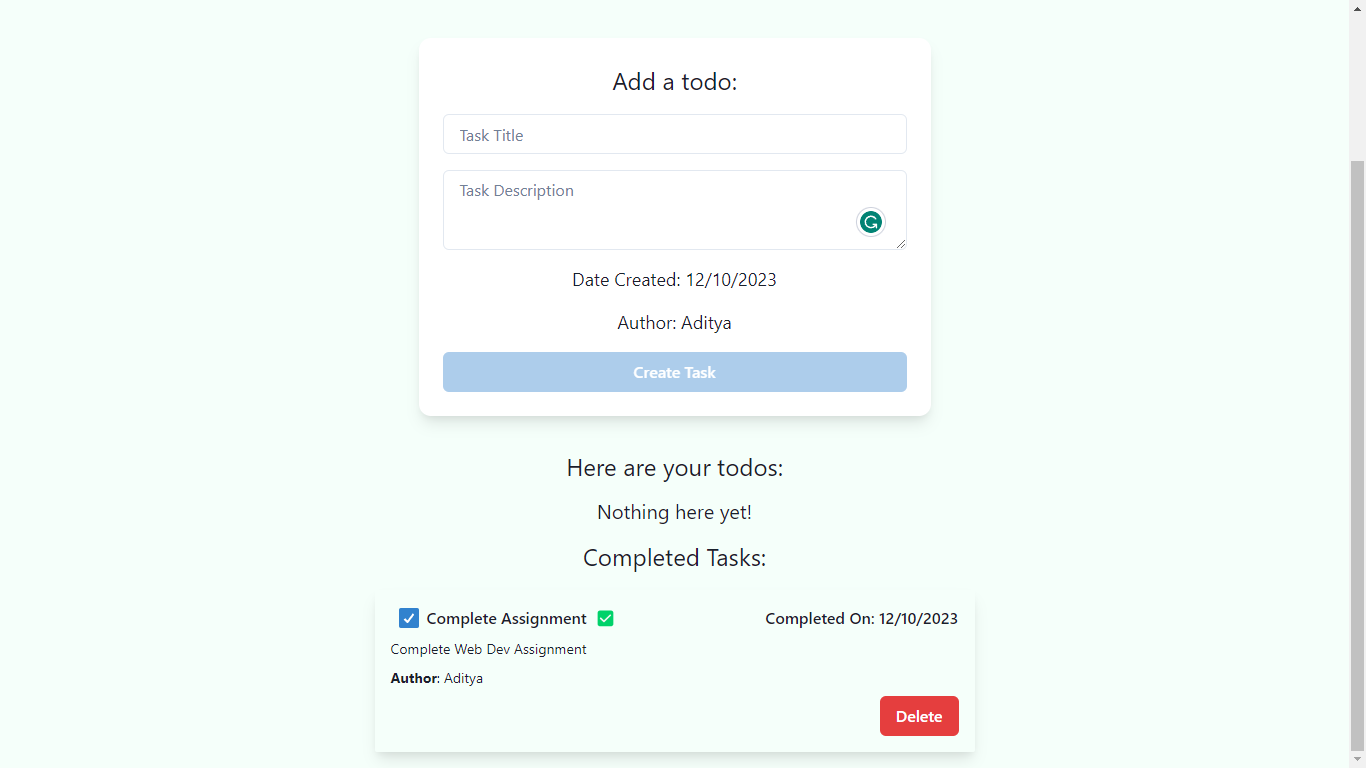 Add a todo:
Task Title
Task Description
Date Created: 12/10/2023
Author: Aditya
Create Task
Here are your todos:
Nothing here yet!
Completed Tasks:
Complete Assignment ✅ Completed On: 12/10/2023
Complete Web Dev Assignment
Author: Aditya
Delete